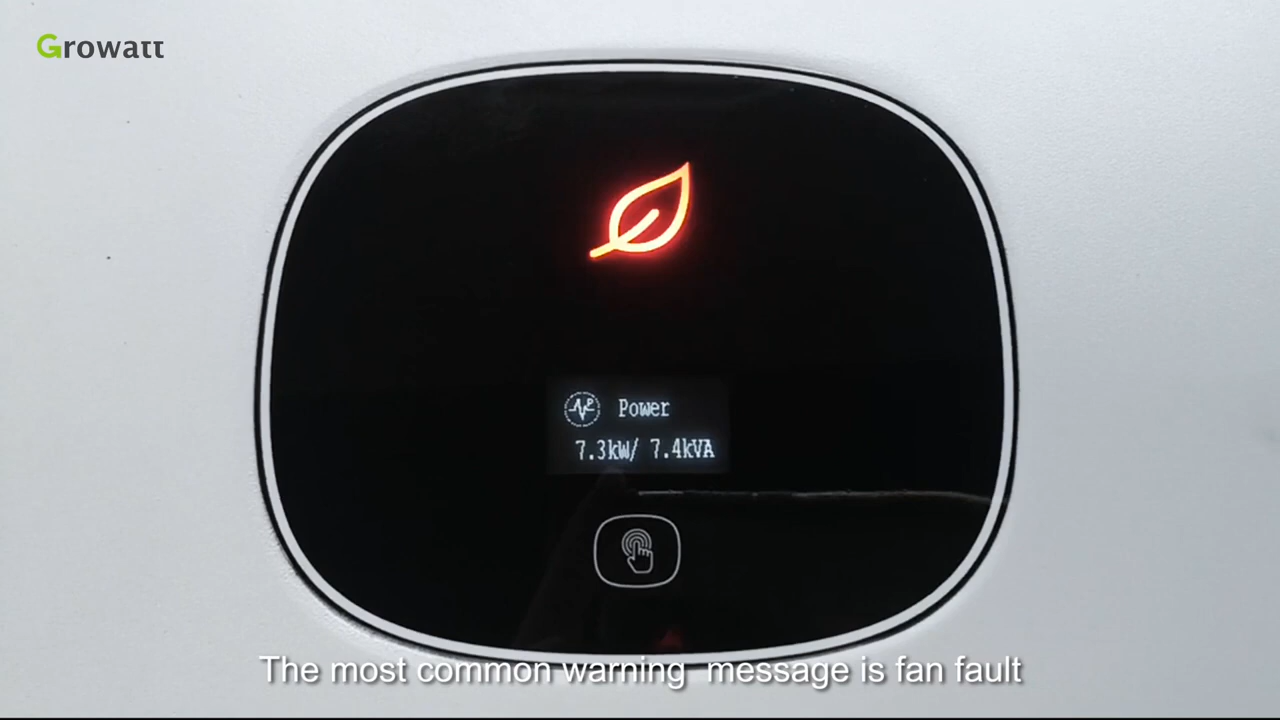 Growatt
Power
7.3kW/ 7.4kVA
The most common warning message is fan fault